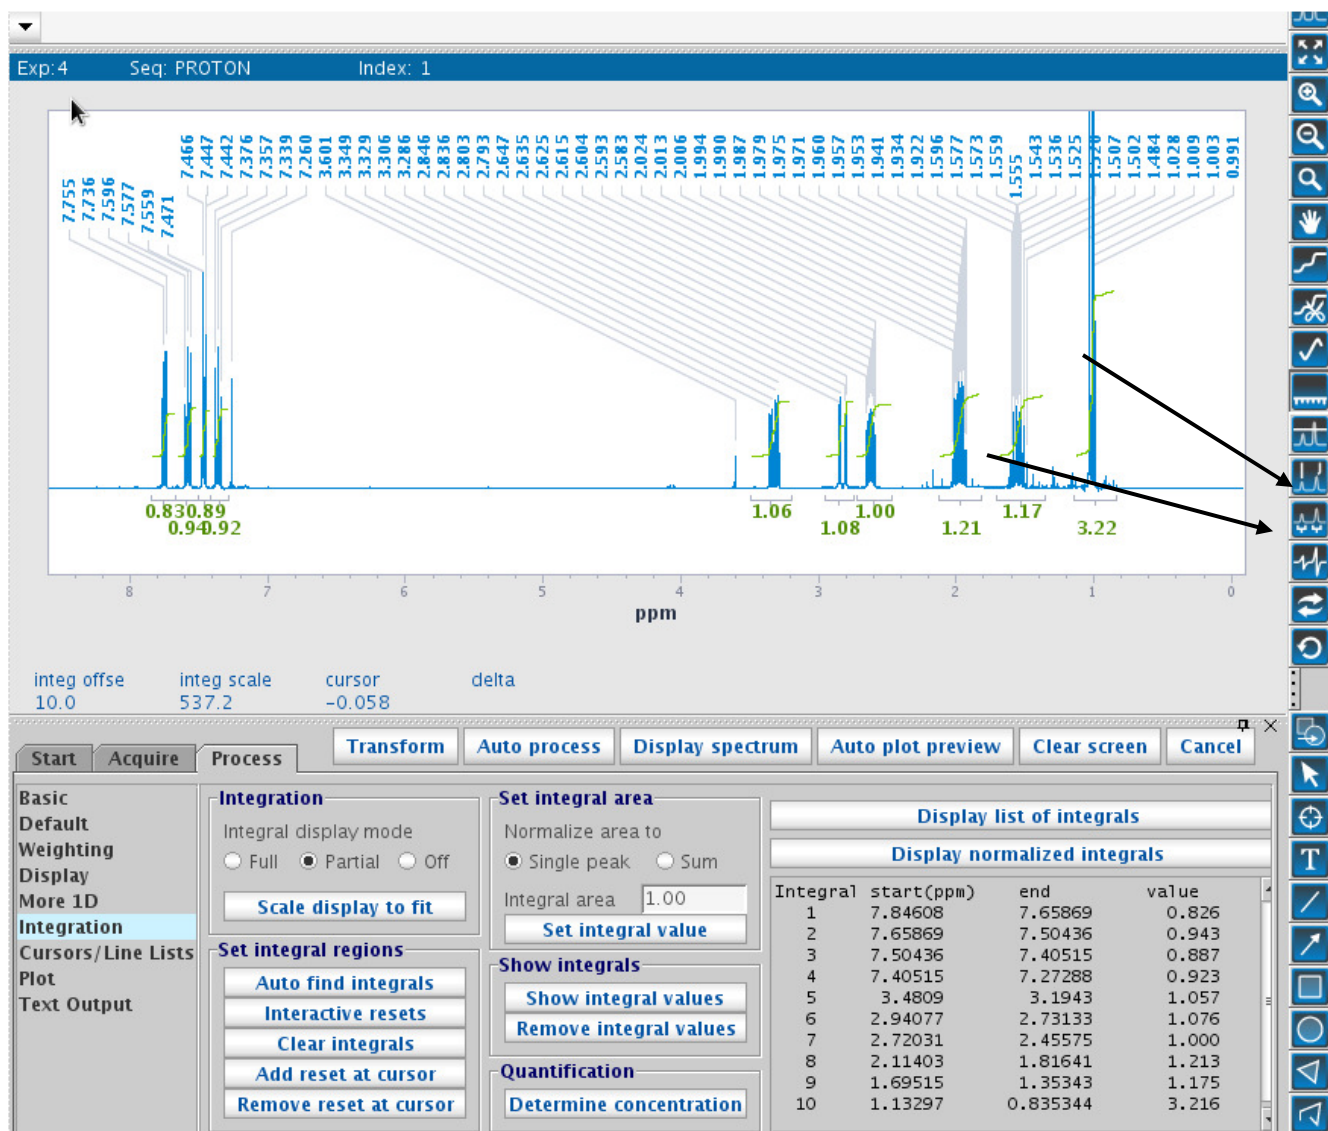 Exp:4 Seq: PROTON Index: 1
7.755
7.736
7.596
7.577
7.559
7.471
7.466
7.447
7.442
7.376
7.357
7.339
7.260
3.601
3.349
3.329
3.306
3.286
2.846
2.836
2.803
2.793
2.647
2.635
2.625
2.615
2.604
2.593
2.583
2.024
2.013
2.006
1.994
1.990
1.987
1.979
1.975
1.971
1.960
1.957
1.953
1.941
1.934
1.922
1.596
1.577
1.573
1.559
1.555
1.543
1.536
1.525
1.520
1.507
1.502
1.484
1.028
1.009
1.003
0.991
0.83 0.89 1.06 1.00 1.17
0.94 0.92 1.08 1.21 3.22
8 7 6 5 4 3 2 1 0
ppm
integ offse integ scale cursor delta
10.0 537.2 −0.058
Start Acquire Process Transform Auto process Display spectrum Auto plot preview Clear screen Cancel
Basic
Default
Weighting
Display
More 1D
Integration
Cursors/Line Lists
Plot
Text Output
Integration
Integral display mode
Full Partial Off
Scale display to fit
Set integral regions
Auto find integrals
Interactive resets
Clear integrals
Add reset at cursor
Remove reset at cursor
Set integral area
Normalize area to
Single peak Sum
Integral area 1.00
Set integral value
Show integrals
Show integral values
Remove integral values
Quantification
Determine concentration
Display list of integrals
Display normalized integrals
Integral start(ppm) end value
1 7.84608 7.65869 0.826
2 7.65869 7.50436 0.943
3 7.50436 7.40515 0.887
4 7.40515 7.27288 0.923
5 3.4809 3.1943 1.057
6 2.94077 2.73133 1.076
7 2.72031 2.45575 1.000
8 2.11403 1.81641 1.213
9 1.69515 1.35343 1.175
10 1.13297 0.835344 3.216
T